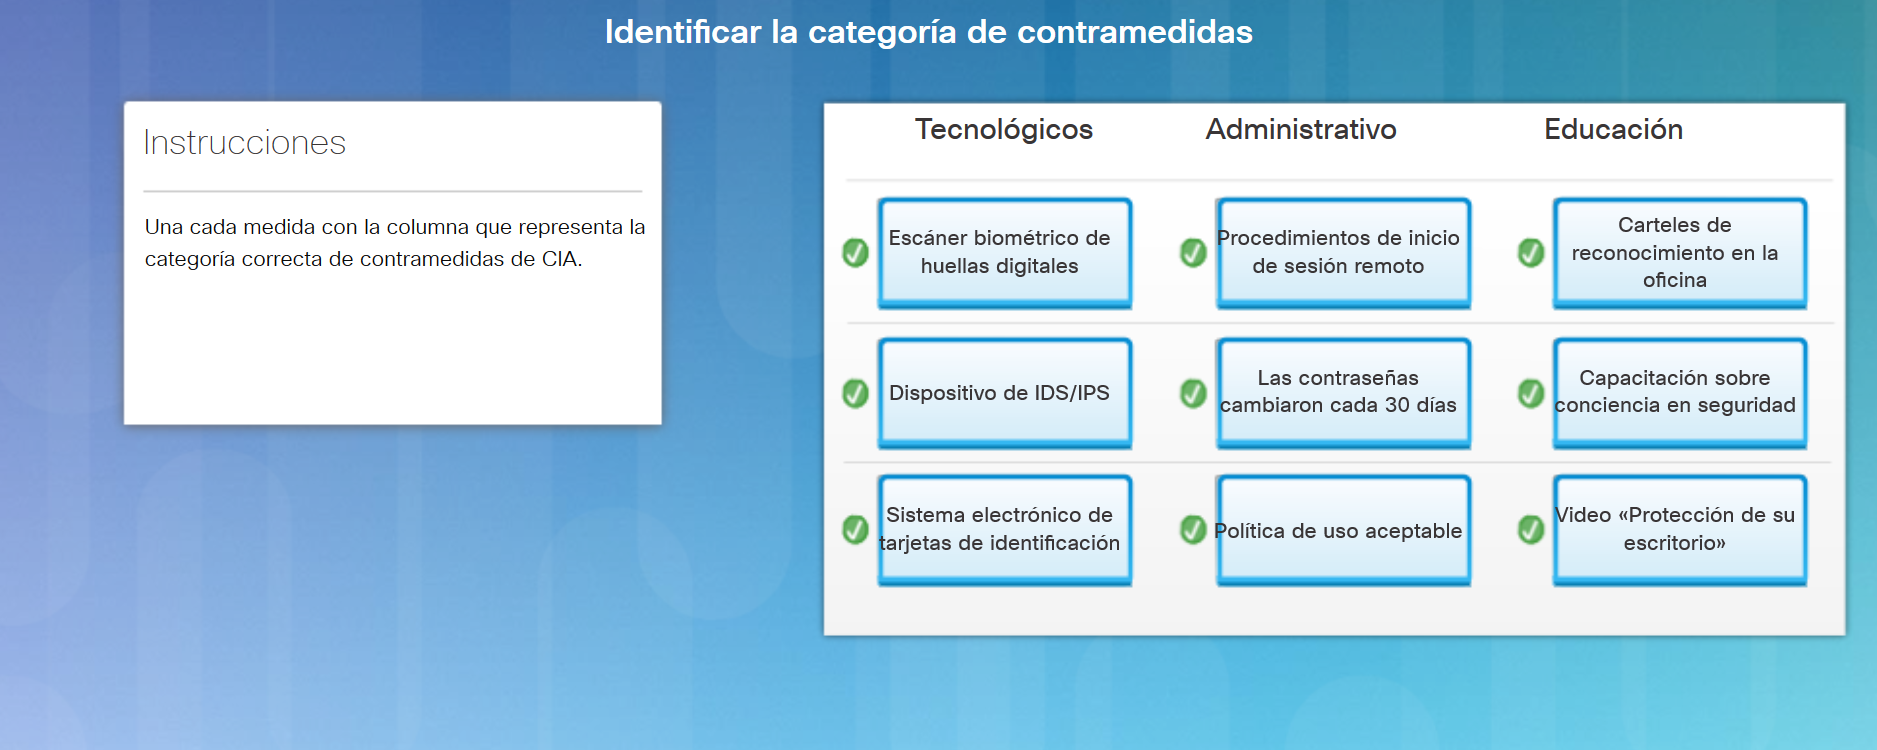 Identificar la categoría de contramedidas
Instrucciones
Una cada medida con la columna que representa la
categoría correcta de contramedidas de CIA.
Tecnológicos
Administrativo
Educación
Escáner biométrico de
huellas digitales
Procedimientos de inicio
de sesión remoto
Carteles de
reconocimiento en la
oficina
Dispositivo de IDS/IPS
Las contraseñas
cambiaron cada 30 días
Capacitación sobre
conciencia en seguridad
Sistema electrónico de
tarjetas de identificación
Política de uso aceptable
Video «Protección de su
escritorio»